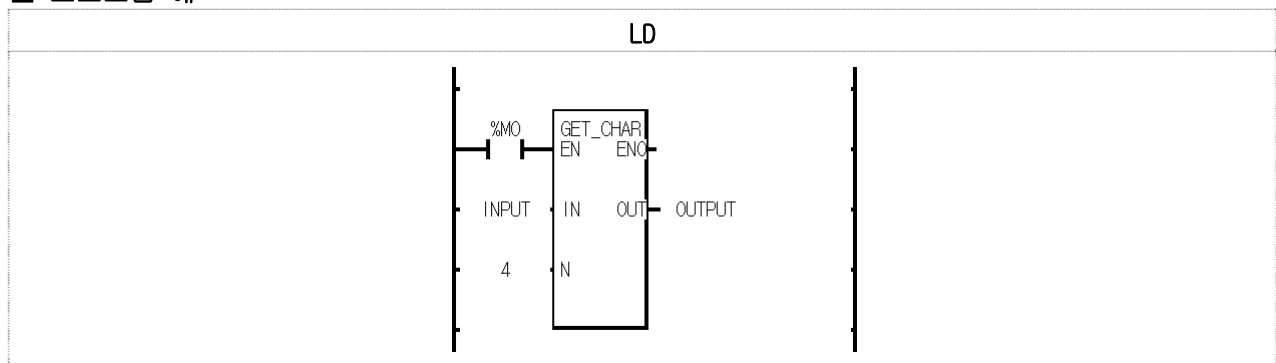 LD
%M0 GET_CHAR
EN ENO
INPUT IN OUT OUTPUT
4 N